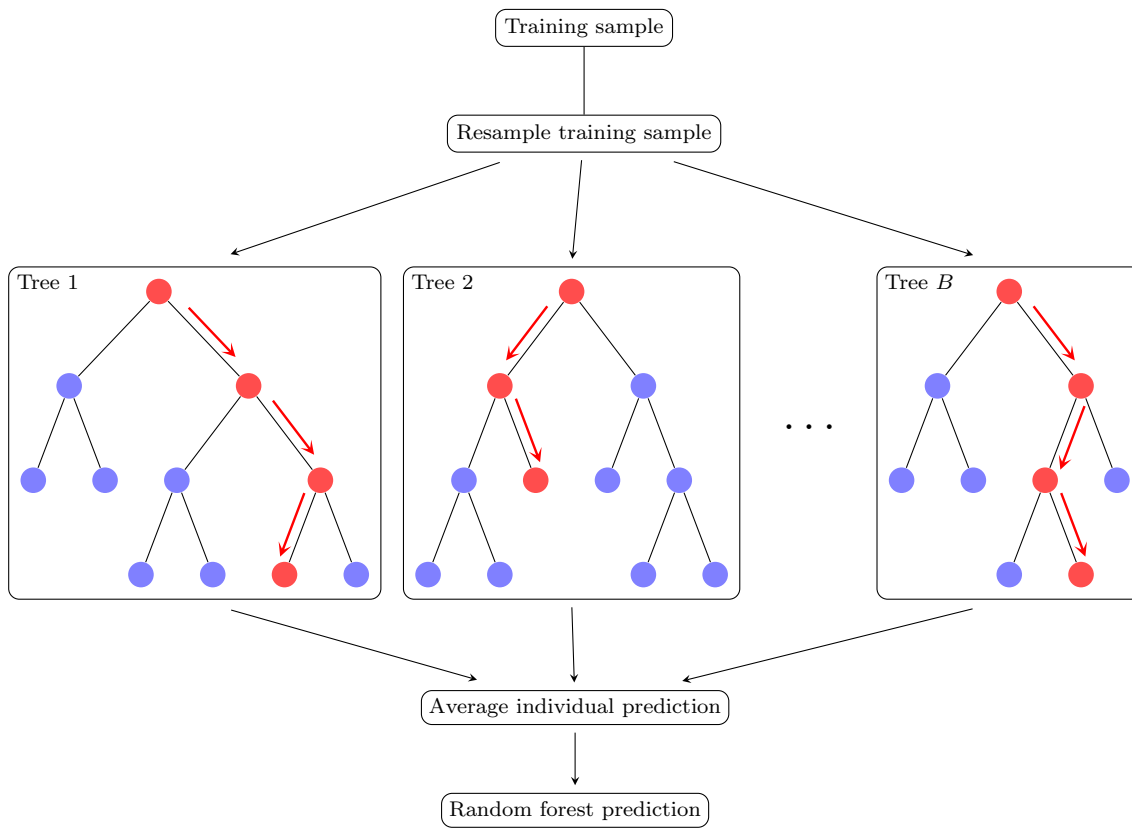 Training sample
Resample training sample
Tree 1
Tree 2
Tree B
. . .
Average individual prediction
Random forest prediction